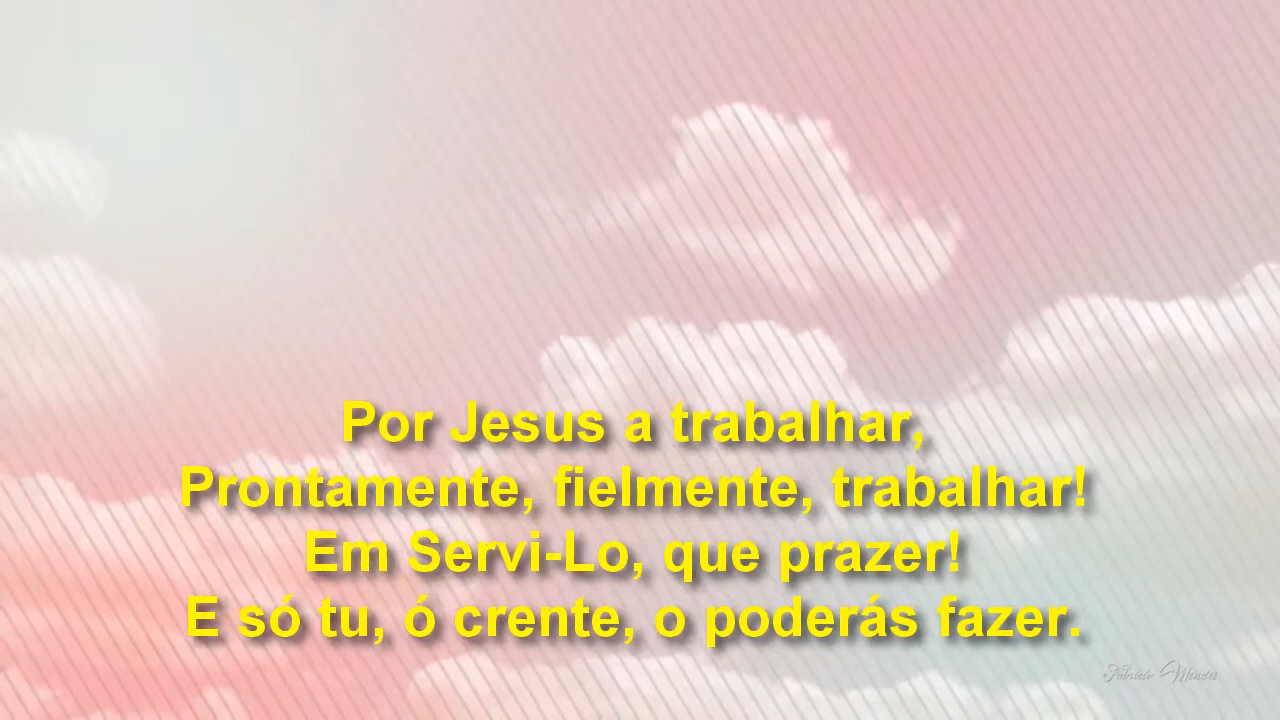 Por Jesus a trabalhar,
Prontamente, fielmente, trabalhar!
Em Servi-Lo, que prazer!
E só tu, ó crente, o poderás fazer.